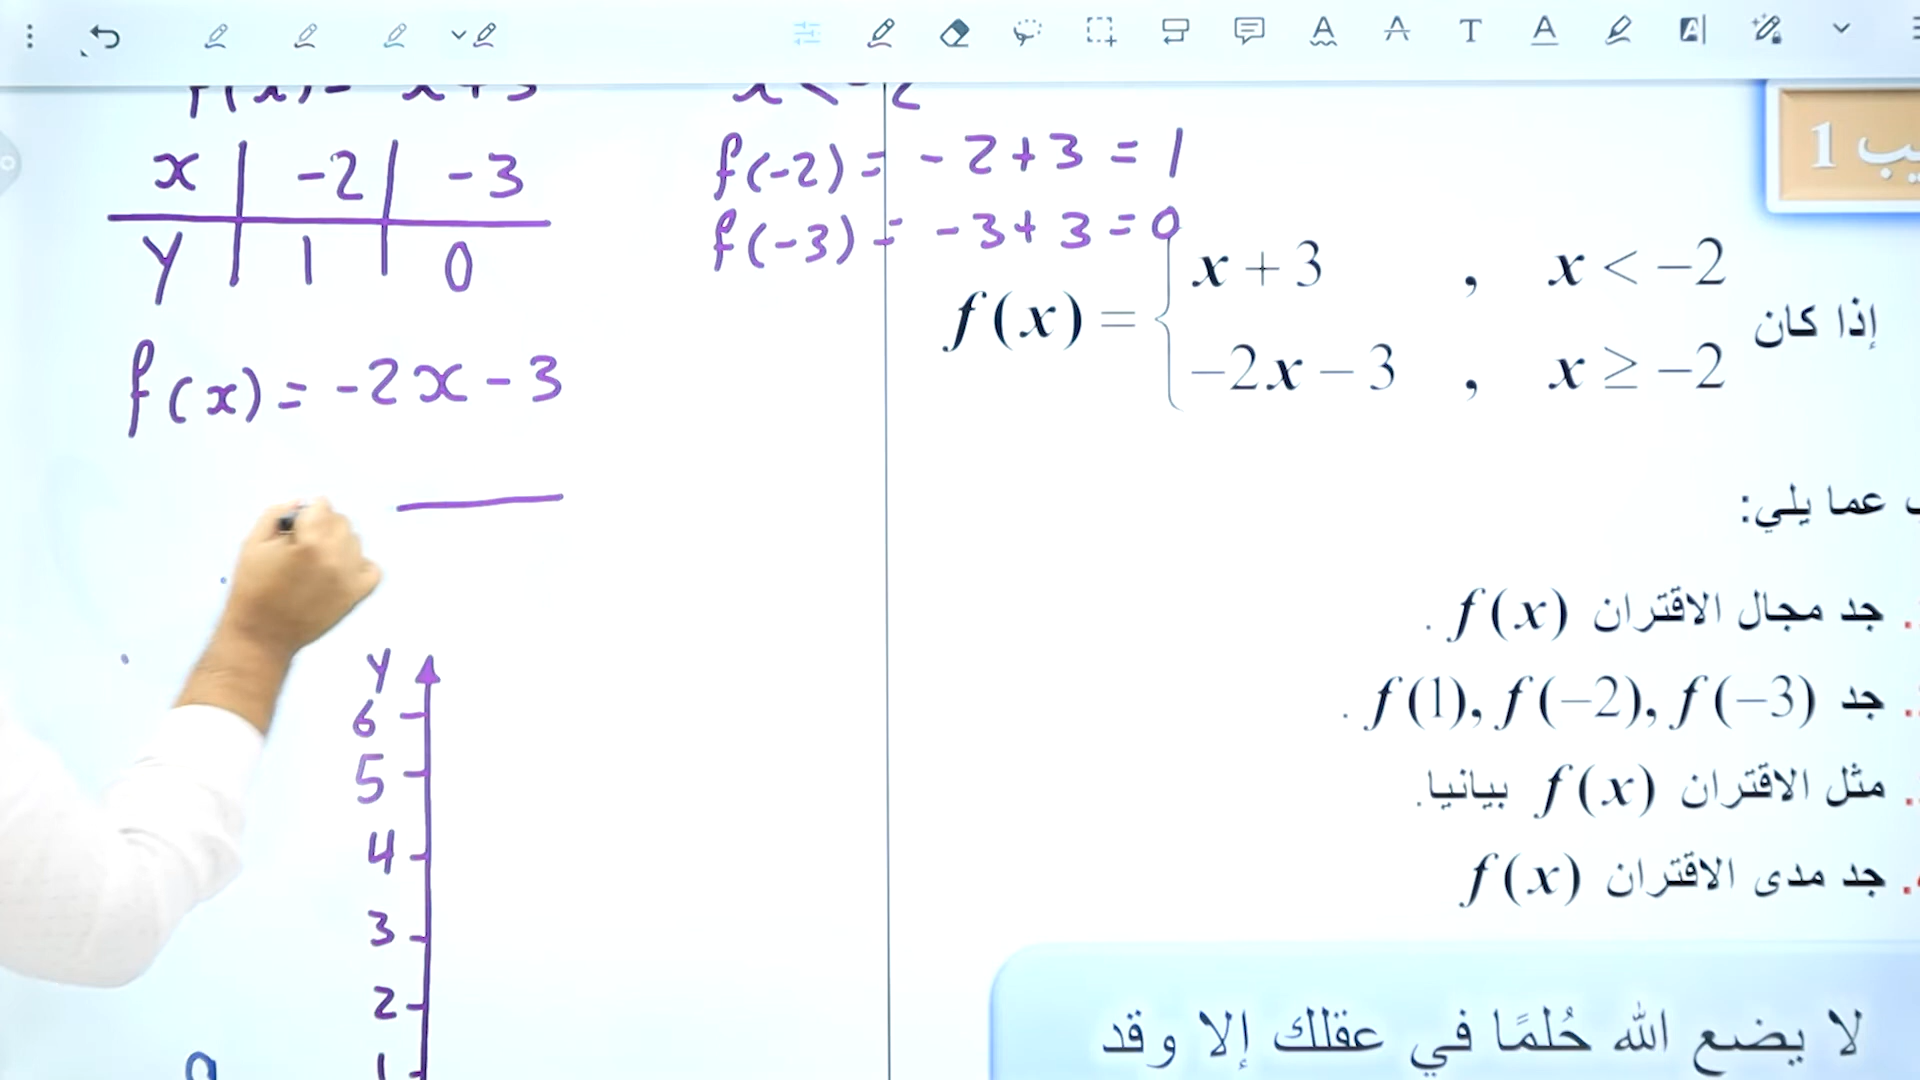 f(x)= x+3
x < -2
x | -2 | -3
y | 1 | 0
f(-2) = -2+3 = 1
f(-3) = -3+3 = 0
f(x) = -2x - 3
y
6
5
4
3
2
1
1
إذا كان f(x) = { x + 3 , x < −2
−2x − 3 , x ≥ −2
عما يلي:
جد مجال الاقتران f(x) .
جد f(1), f(−2), f(−3) .
مثل الاقتران f(x) بيانيا.
جد مدى الاقتران f(x)
لا يضع الله حُلمًا في عقلك إلا وقد